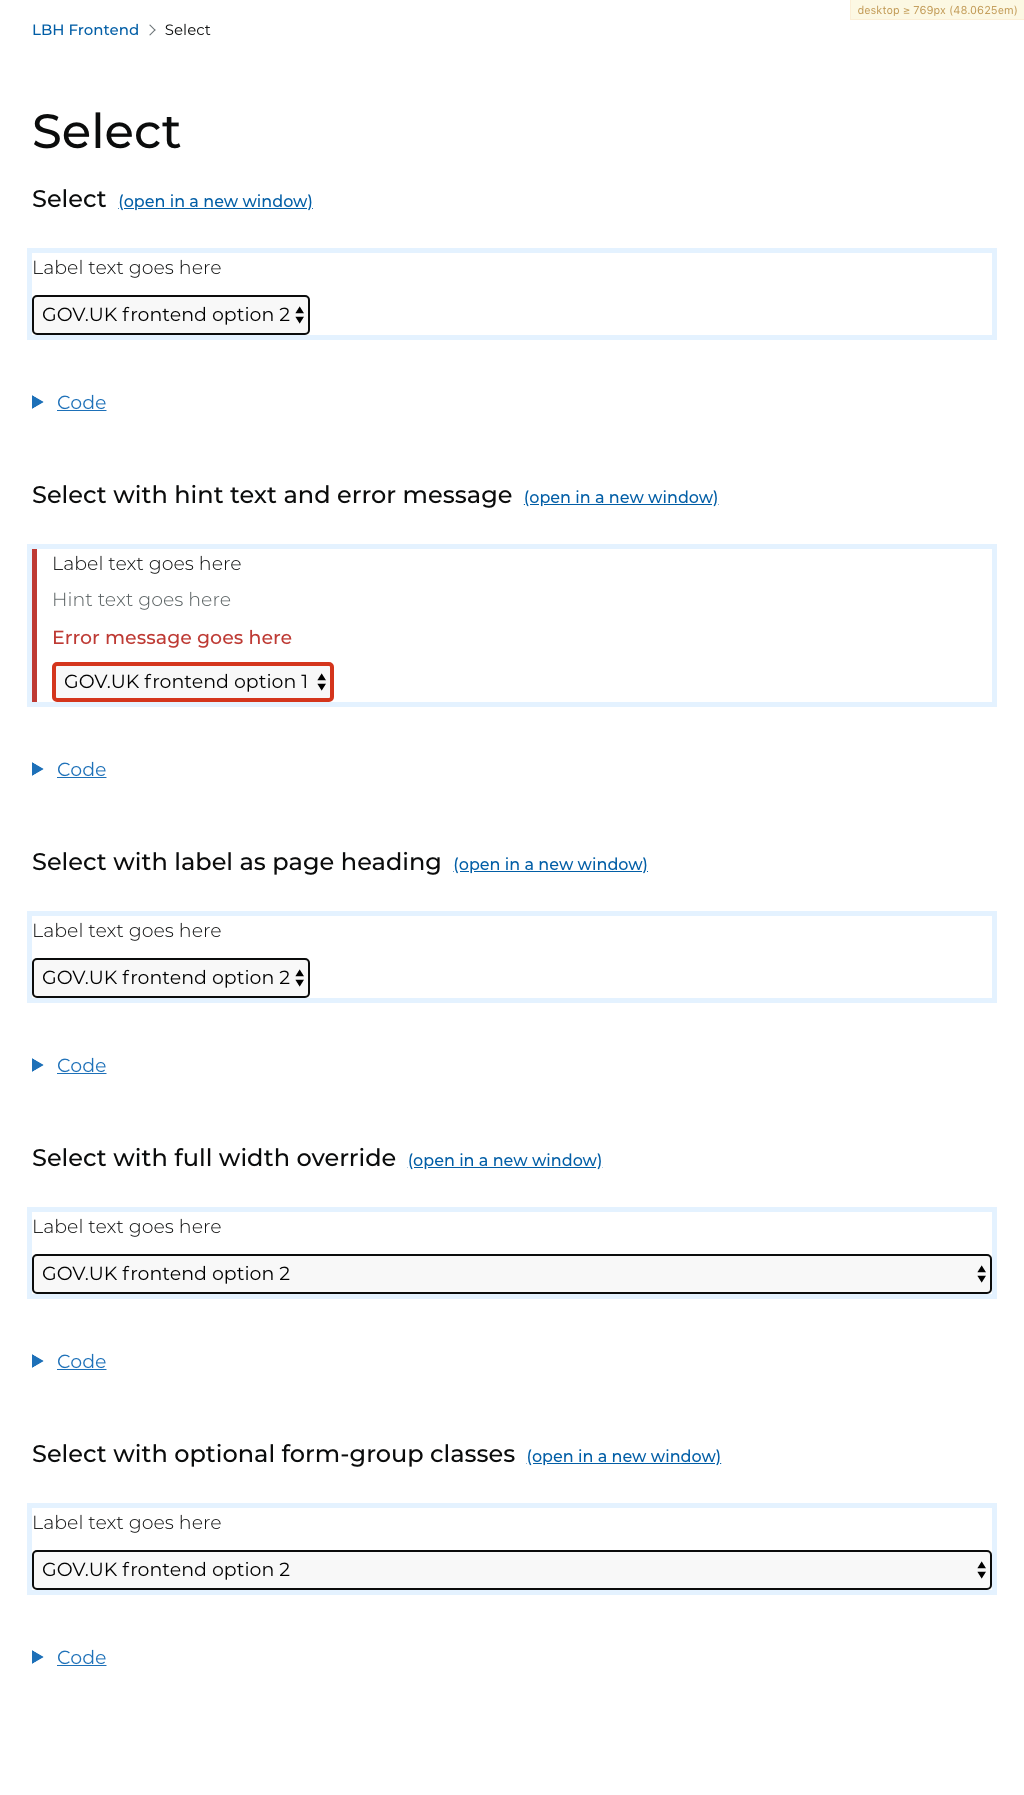 desktop ≥ 769px (48.0625em)
LBH Frontend > Select
Select
Select (open in a new window)
Label text goes here
GOV.UK frontend option 2
Code
Select with hint text and error message (open in a new window)
Label text goes here
Hint text goes here
Error message goes here
GOV.UK frontend option 1
Code
Select with label as page heading (open in a new window)
Label text goes here
GOV.UK frontend option 2
Code
Select with full width override (open in a new window)
Label text goes here
GOV.UK frontend option 2
Code
Select with optional form-group classes (open in a new window)
Label text goes here
GOV.UK frontend option 2
Code